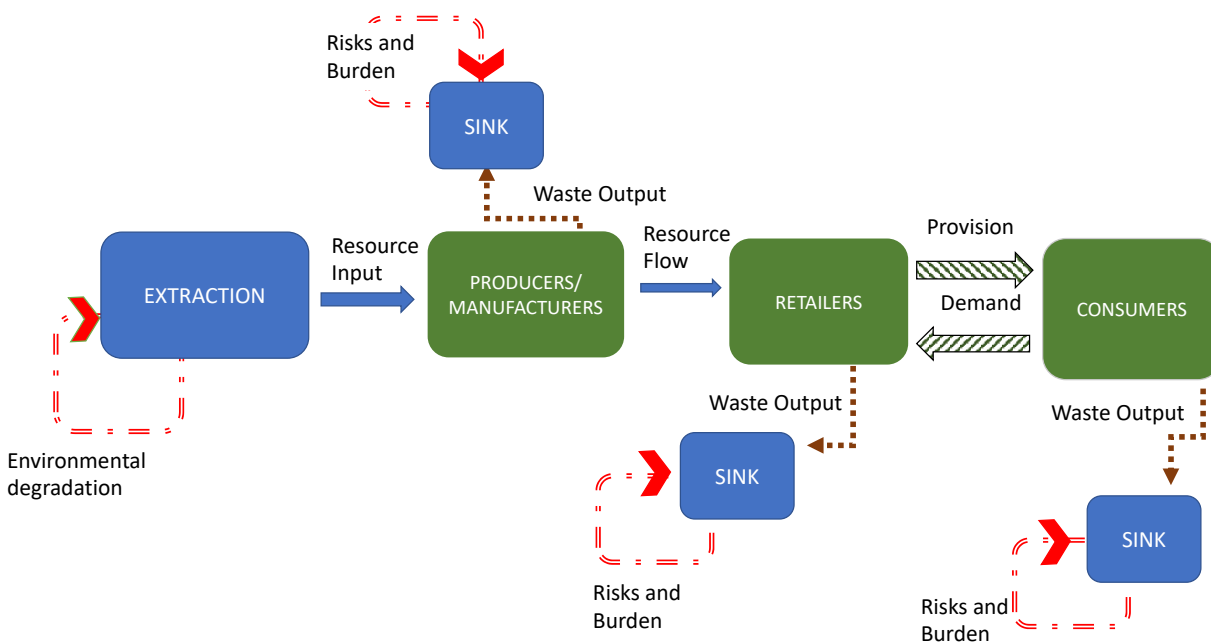 Risks and
Burden
SINK
Waste Output
Resource
Input
Resource
Flow
Provision
EXTRACTION
PRODUCERS/
MANUFACTURERS
RETAILERS
Demand
CONSUMERS
Waste Output
Waste Output
Environmental
degradation
SINK
SINK
Risks and
Burden
Risks and
Burden